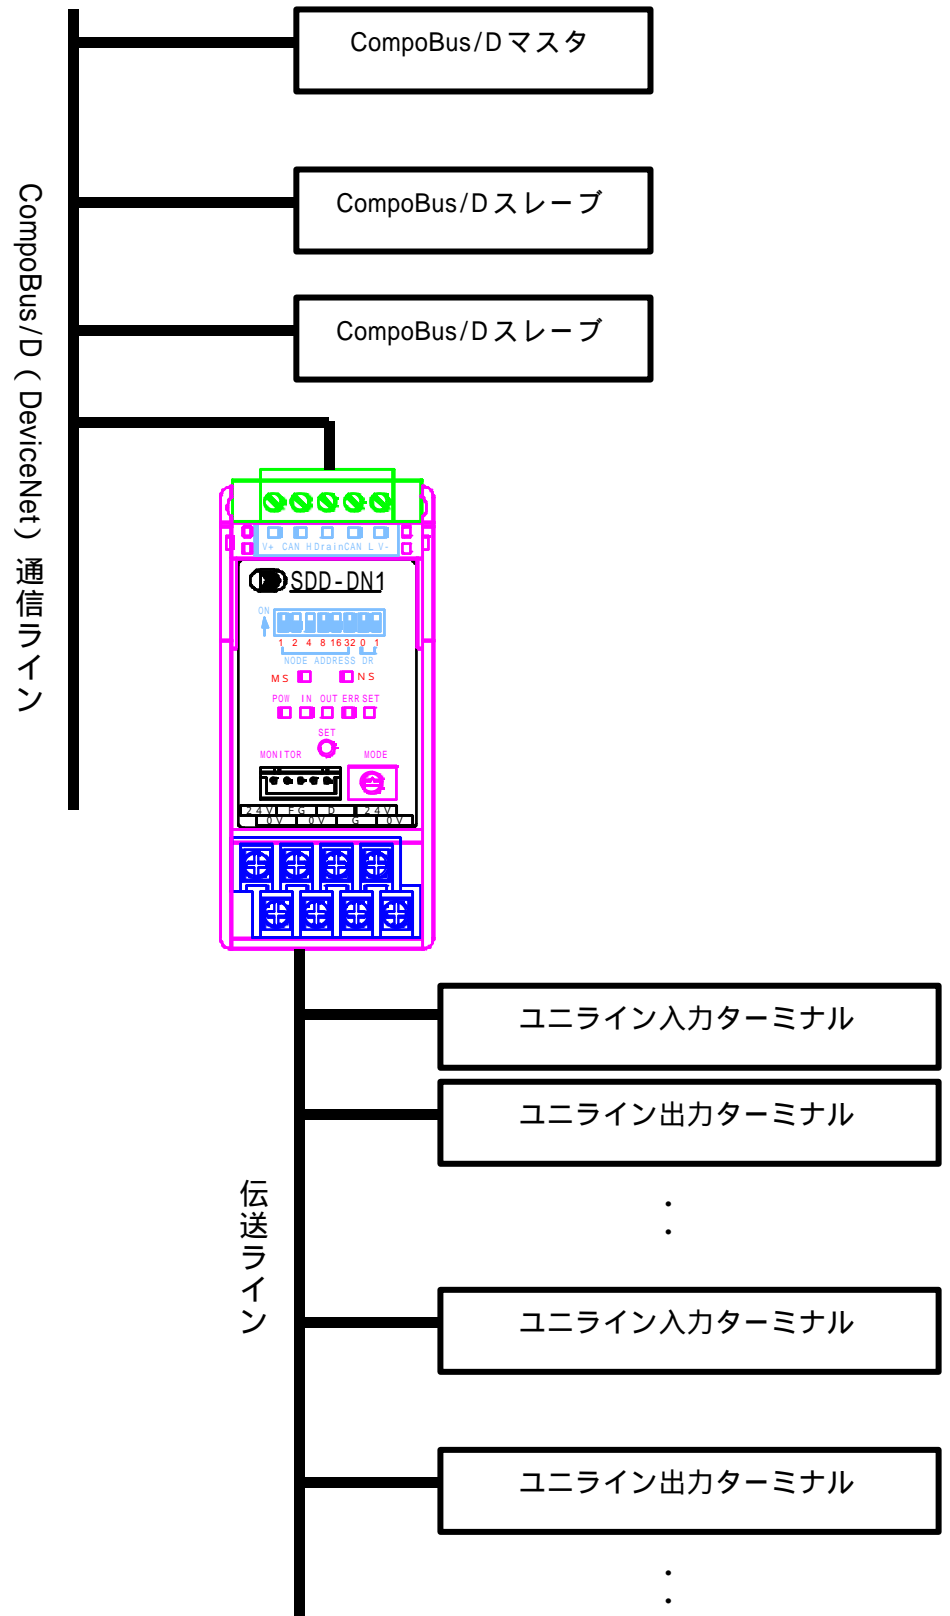 CompoBus/Dマスタ
CompoBus/Dスレーブ
CompoBus/Dスレーブ
CompoBus/D(DeviceNet)通信ライン
V+ CAN H Drain CAN L V-
SDD-DN1
ON
1 2 4 8 16 32 0 1
NODE ADDRESS DR
MS NS
POW IN OUT ERR SET
SET
MONITOR MODE
24V FG D 24V
0V 0V G 0V
ユニライン入力ターミナル
ユニライン出力ターミナル
伝送ライン
・
・
ユニライン入力ターミナル
ユニライン出力ターミナル
・
・